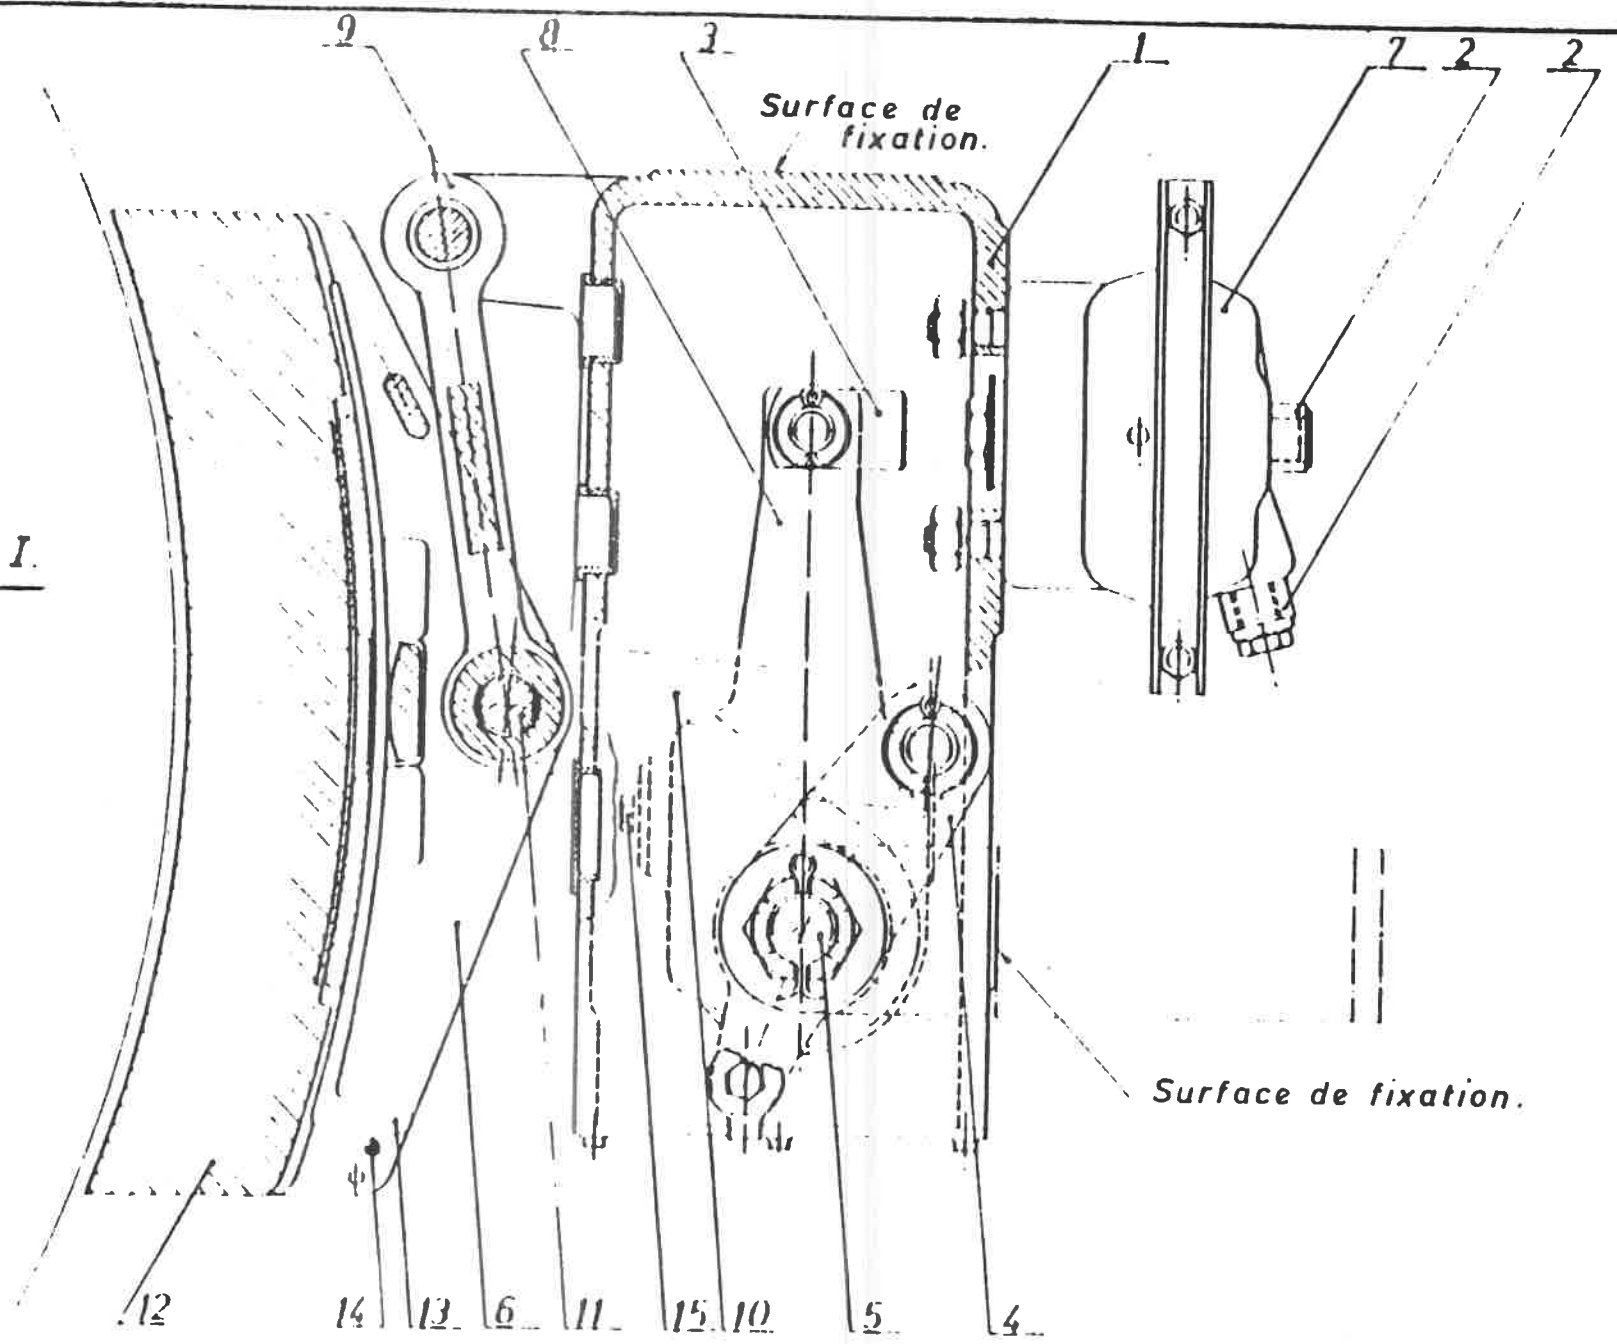 9 8 3 1 7 2 2
Surface de
fixation.
I.
Surface de fixation.
12 14 13 6 11 15 10 5 4